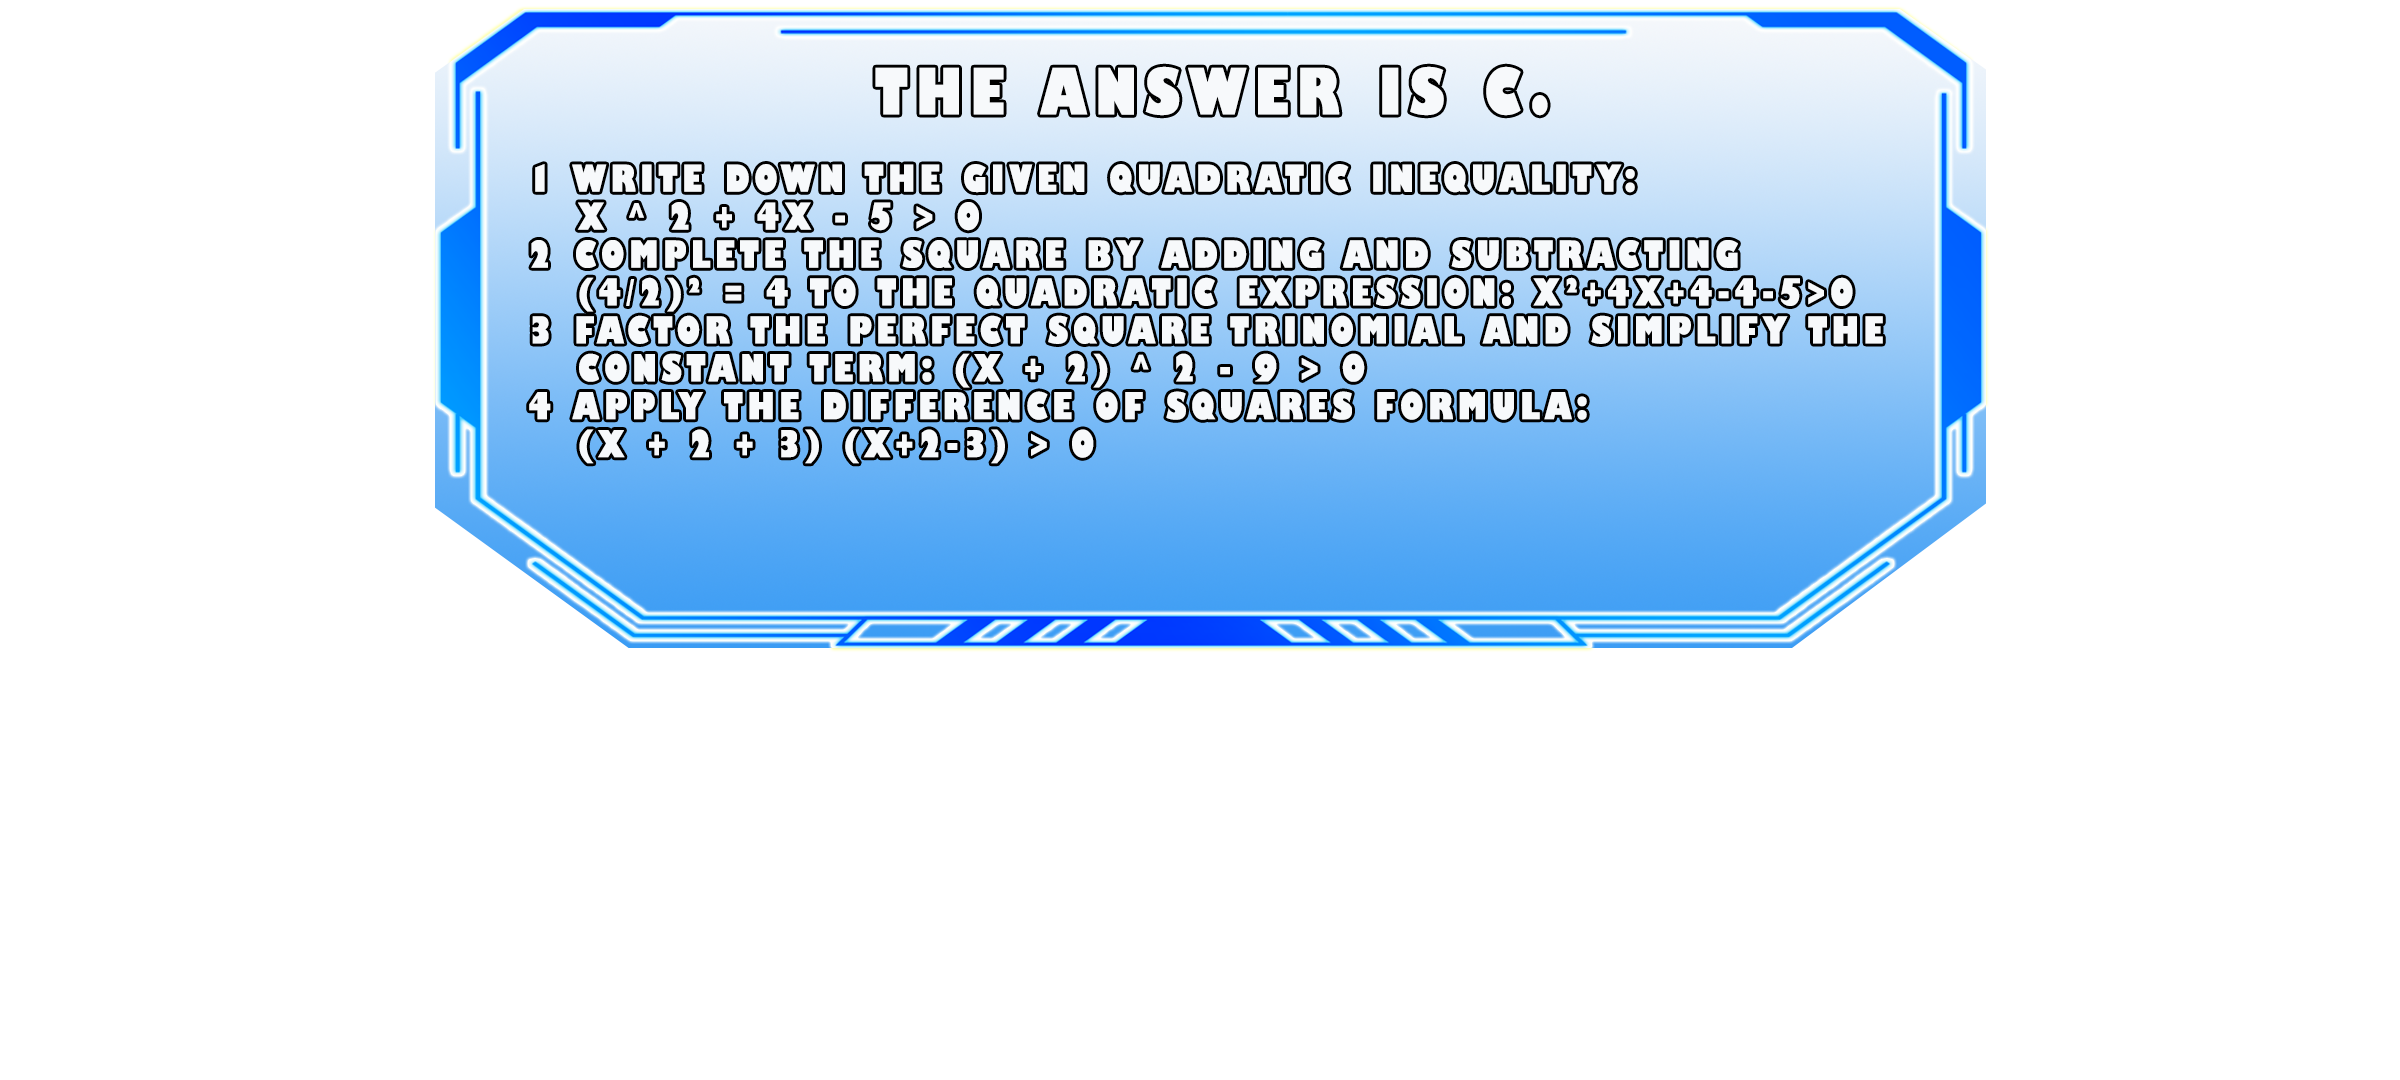 THE ANSWER IS C.
1 WRITE DOWN THE GIVEN QUADRATIC INEQUALITY:
X ^ 2 + 4X - 5 > 0
2 COMPLETE THE SQUARE BY ADDING AND SUBTRACTING
(4/2)² = 4 TO THE QUADRATIC EXPRESSION: X²+4X+4-4-5>0
3 FACTOR THE PERFECT SQUARE TRINOMIAL AND SIMPLIFY THE
CONSTANT TERM: (X + 2) ^ 2 - 9 > 0
4 APPLY THE DIFFERENCE OF SQUARES FORMULA:
(X + 2 + 3) (X+2-3) > 0